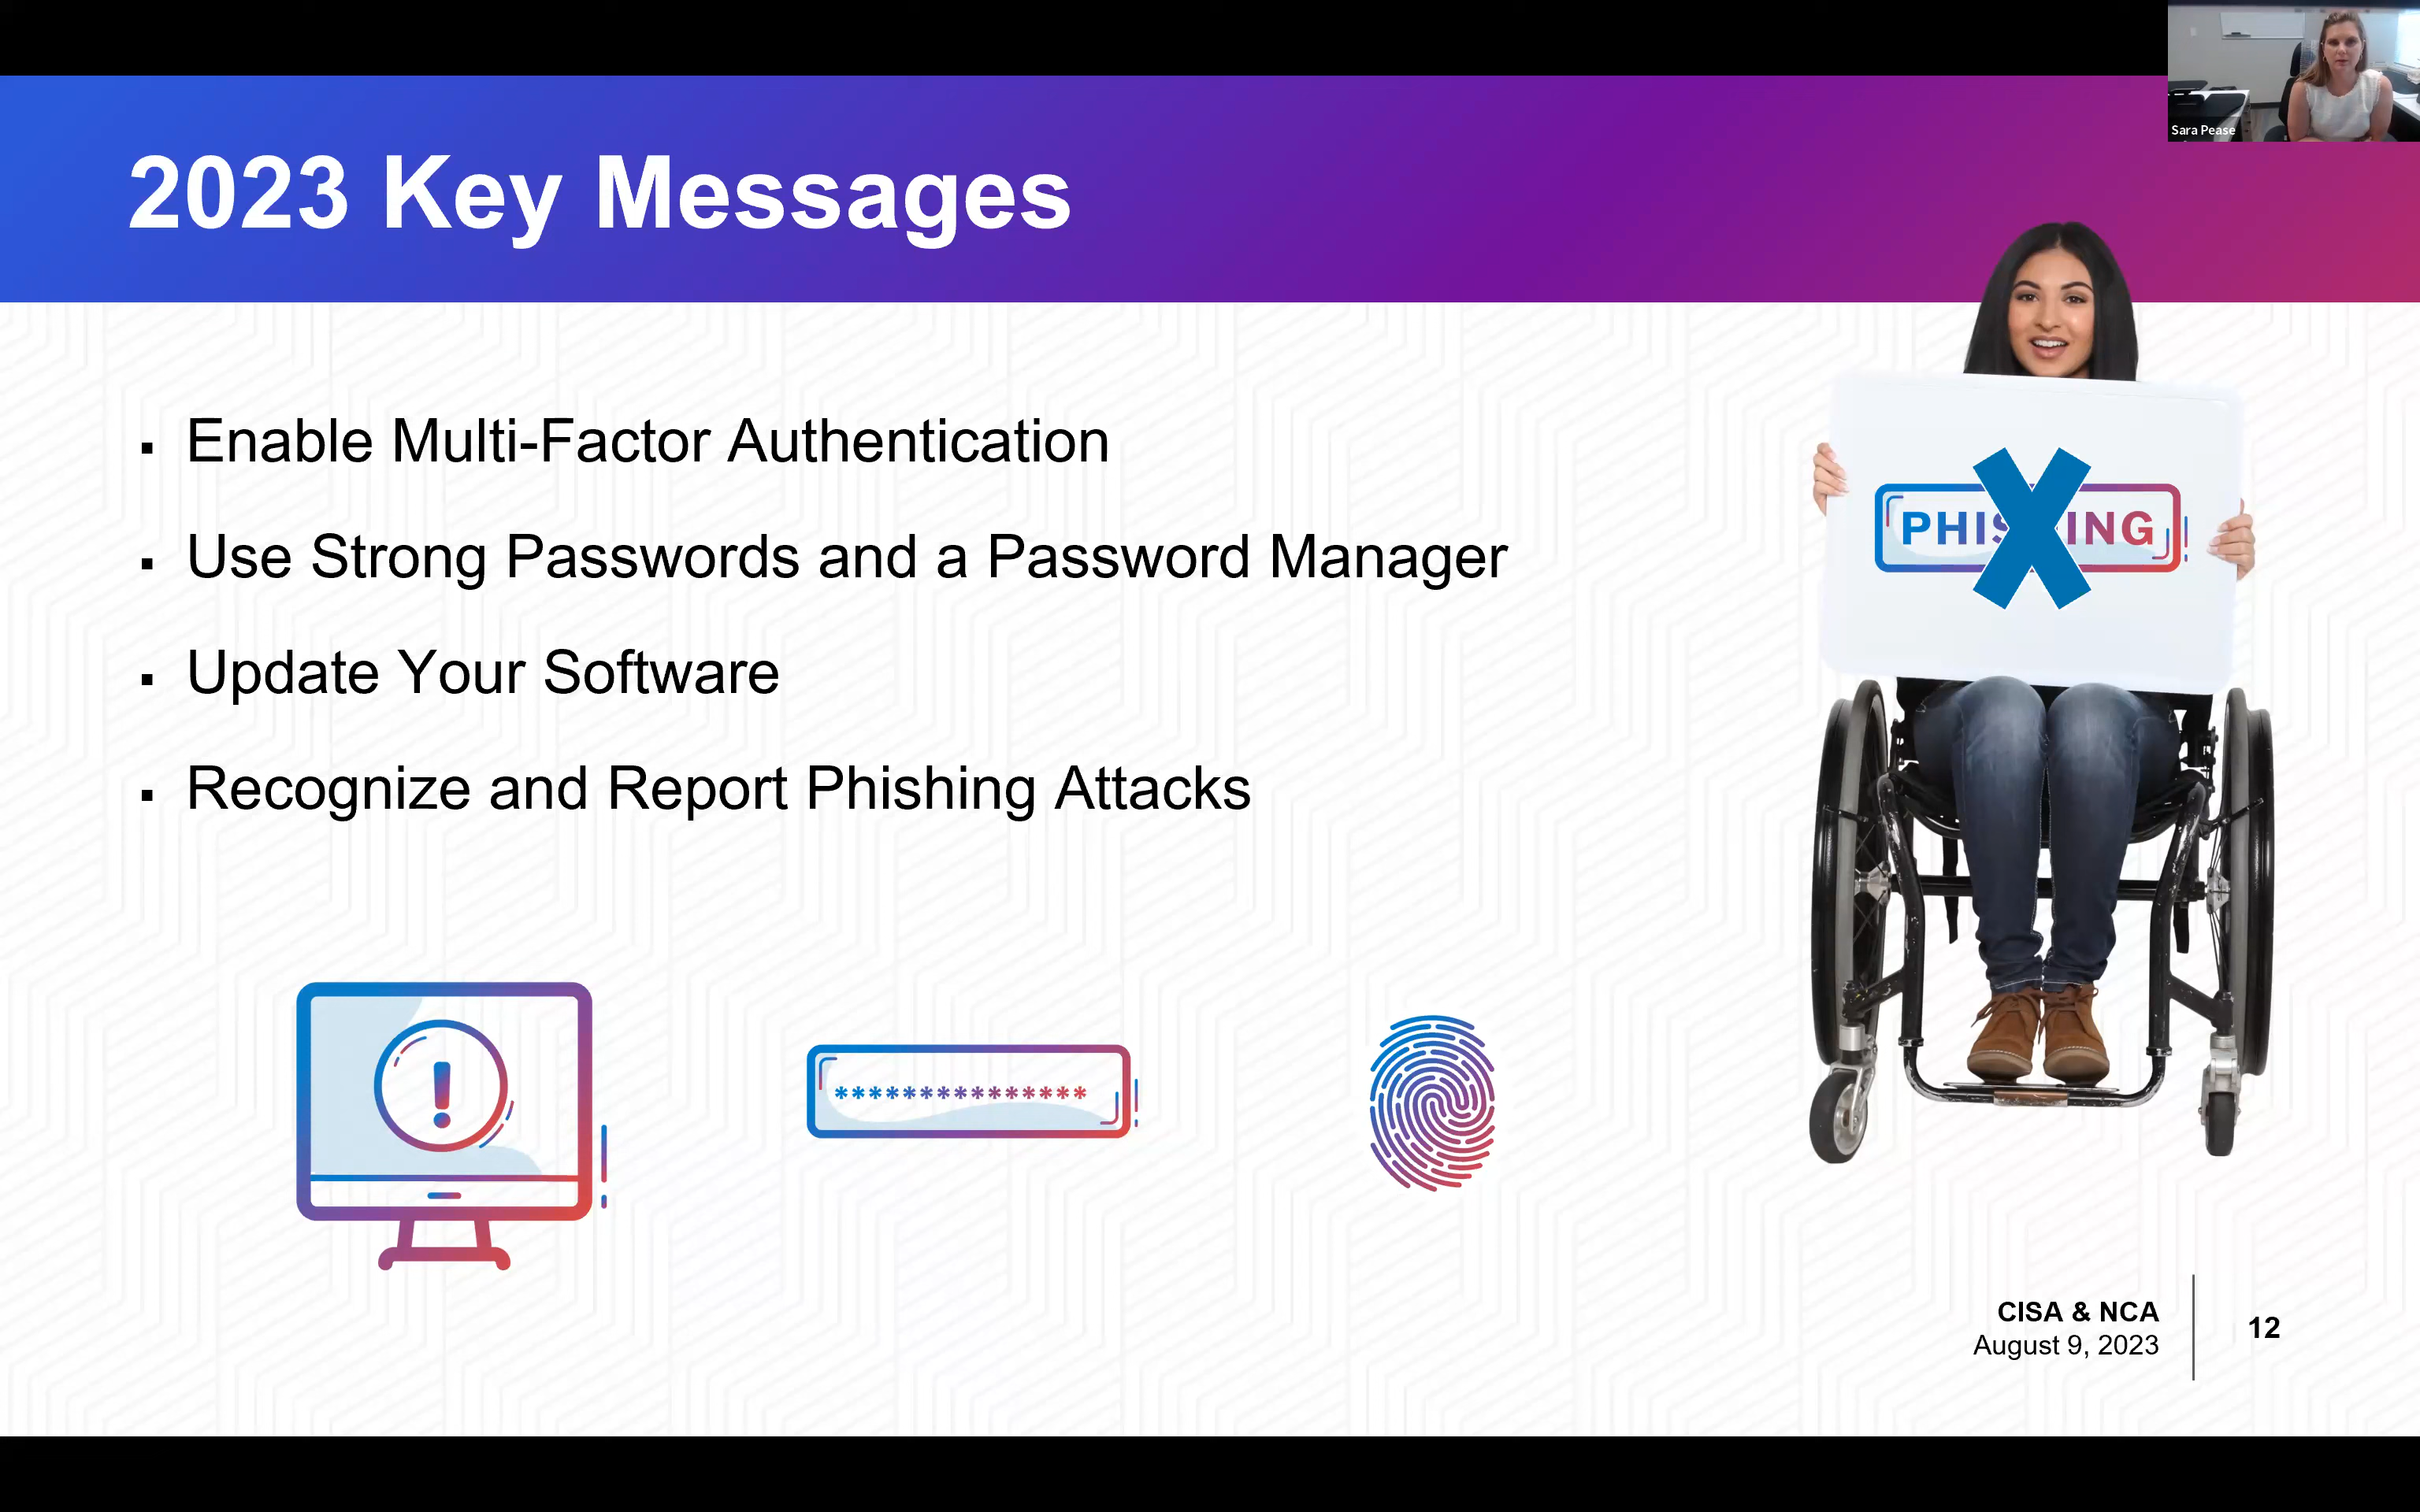 Sara Pease
2023 Key Messages
▪ Enable Multi-Factor Authentication
▪ Use Strong Passwords and a Password Manager
▪ Update Your Software
▪ Recognize and Report Phishing Attacks
PHISING
***************
CISA & NCA
August 9, 2023
12